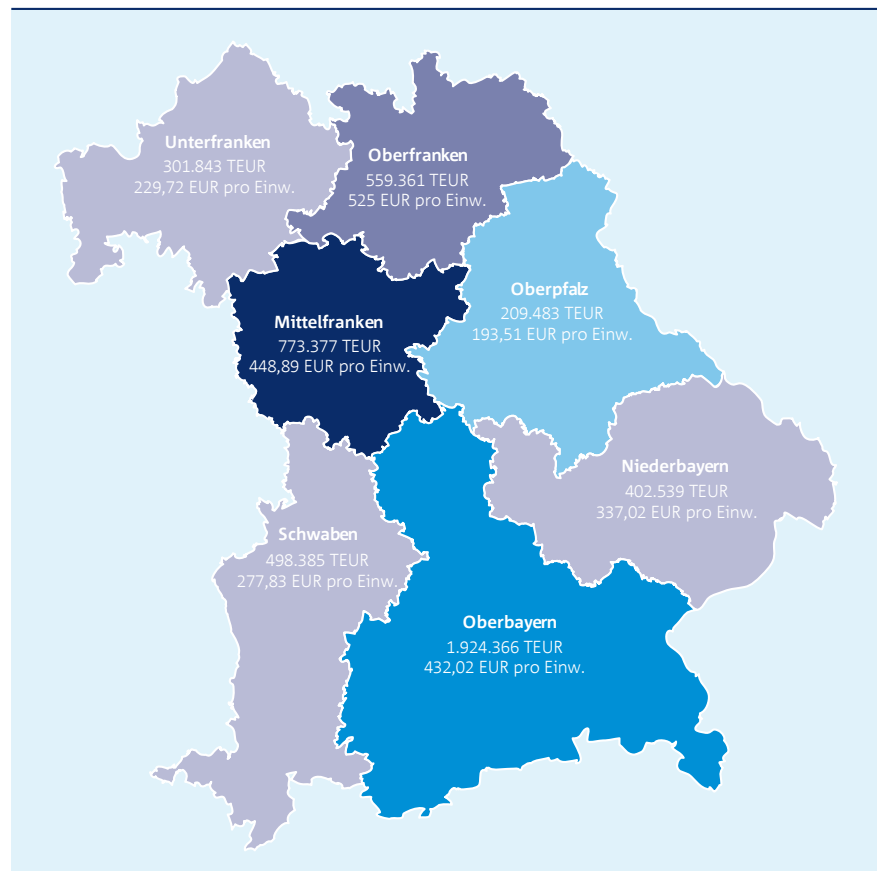 Unterfranken
301.843 TEUR
229,72 EUR pro Einw.
Oberfranken
559.361 TEUR
525 EUR pro Einw.
Oberpfalz
209.483 TEUR
193,51 EUR pro Einw.
Mittelfranken
773.377 TEUR
448,89 EUR pro Einw.
Niederbayern
402.539 TEUR
337,02 EUR pro Einw.
Schwaben
498.385 TEUR
277,83 EUR pro Einw.
Oberbayern
1.924.366 TEUR
432,02 EUR pro Einw.